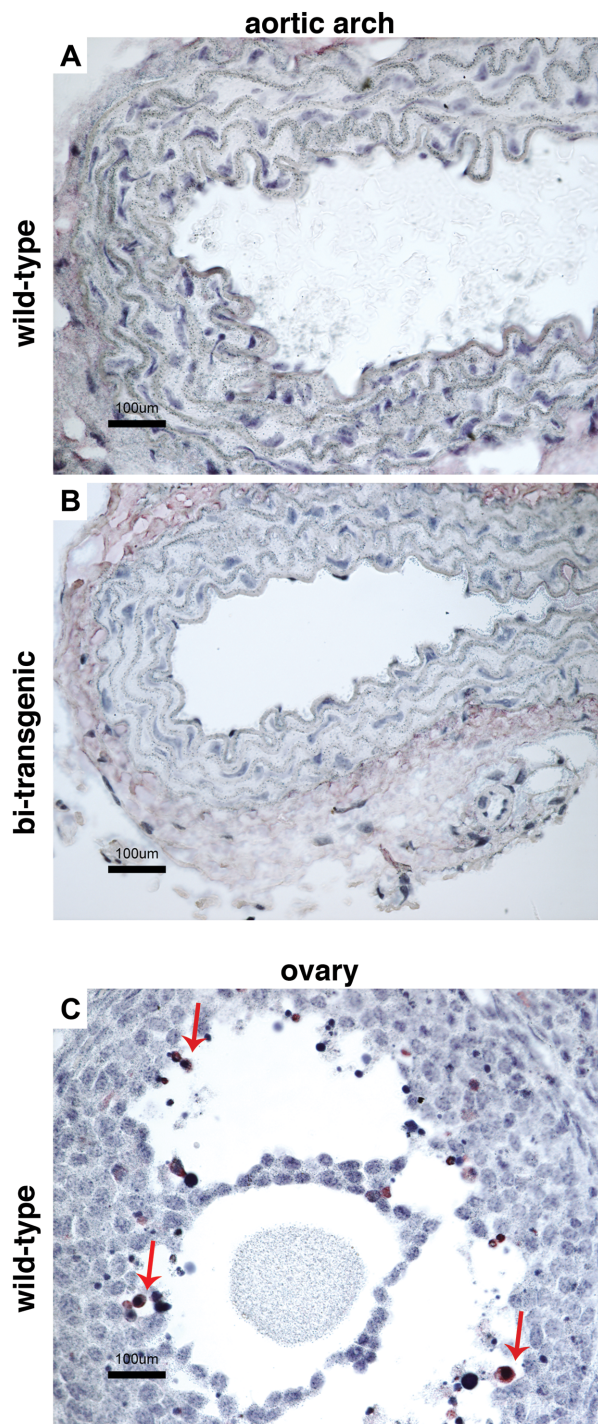 aortic arch
A
wild-type
100um
B
bi-transgenic
100um
ovary
C
wild-type
100um